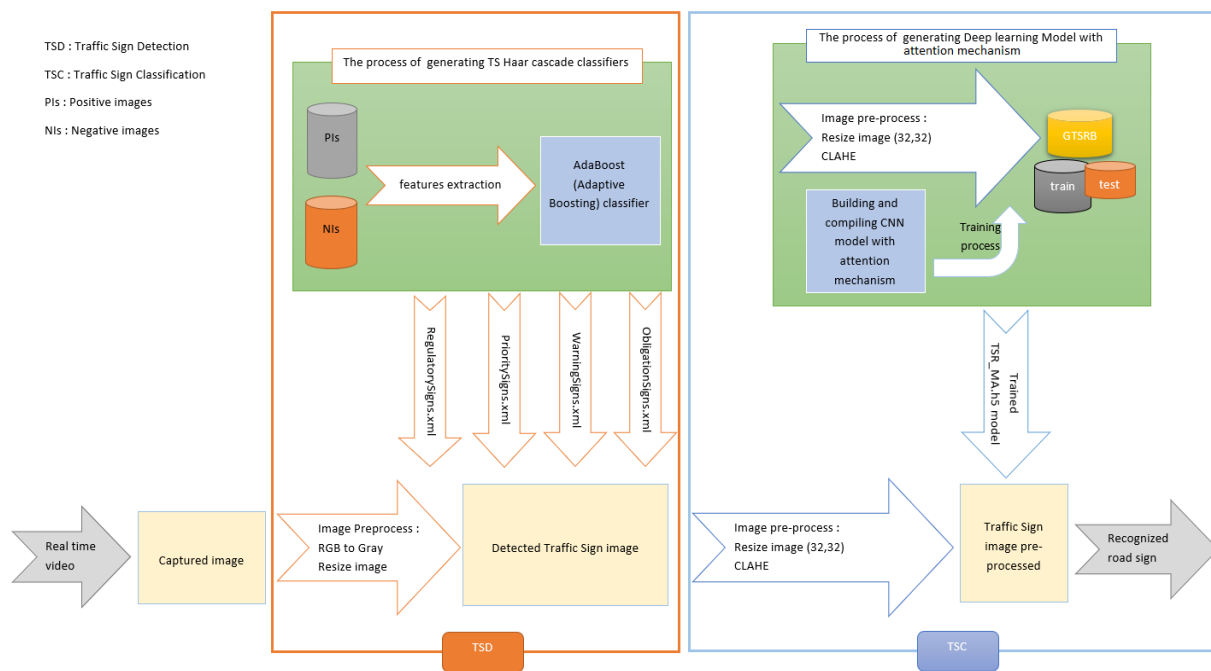 TSD : Traffic Sign Detection
TSC : Traffic Sign Classification
PIs : Positive images
NIs : Negative images
The process of generating TS Haar cascade classifiers
PIs
NIs
features extraction
AdaBoost
(Adaptive
Boosting) classifier
RegulatorySigns.xml
PrioritySigns.xml
WarningSigns.xml
ObligationSigns.xml
The process of generating Deep learning Model with
attention mechanism
Image pre-process :
Resize image (32,32)
CLAHE
GTSRB
train
test
Building and
compiling CNN
model with
attention
mechanism
Training
process
Trained
TSR_MA.h5 model
Real time
video
Captured image
Image Preprocess :
RGB to Gray
Resize image
Detected Traffic Sign image
Image pre-process :
Resize image (32,32)
CLAHE
Traffic Sign
image pre-
processed
Recognized
road sign
TSD
TSC